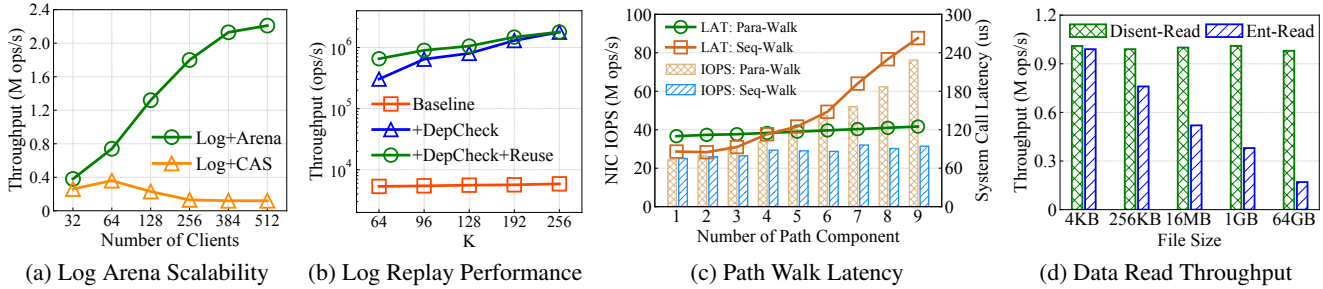 2.4
1.8
1.2
0.8
0.4
0
Throughput (M ops/s)
Log+Arena
Log+CAS
32 64 128 256 384 512
Number of Clients
(a) Log Arena Scalability
10^6
10^5
10^4
Throughput (ops/s)
Baseline
+DepCheck
+DepCheck+Reuse
64 96 128 192 256
K
(b) Log Replay Performance
100
80
60
40
20
0
NIC IOPS (M ops/s)
LAT: Para-Walk
LAT: Seq-Walk
IOPS: Para-Walk
IOPS: Seq-Walk
300
240
180
120
60
0
System Call Latency (us)
1 2 3 4 5 6 7 8 9
Number of Path Component
(c) Path Walk Latency
1.2
0.9
0.6
0.3
0
Throughput (M ops/s)
Disent-Read
Ent-Read
4KB 256KB 16MB 1GB 64GB
File Size
(d) Data Read Throughput